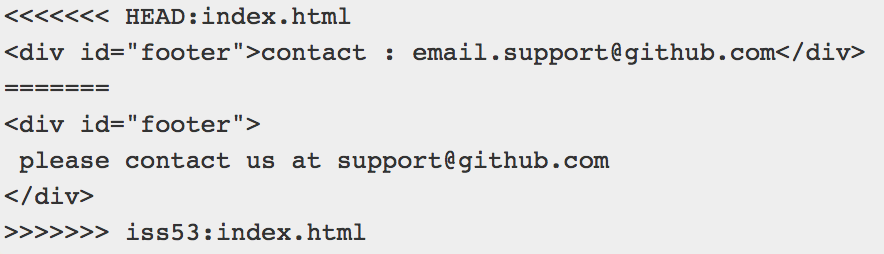 <<<<<<< HEAD:index.html
<div id="footer">contact : email.support@github.com</div>
=======
<div id="footer">
 please contact us at support@github.com
</div>
>>>>>>> iss53:index.html